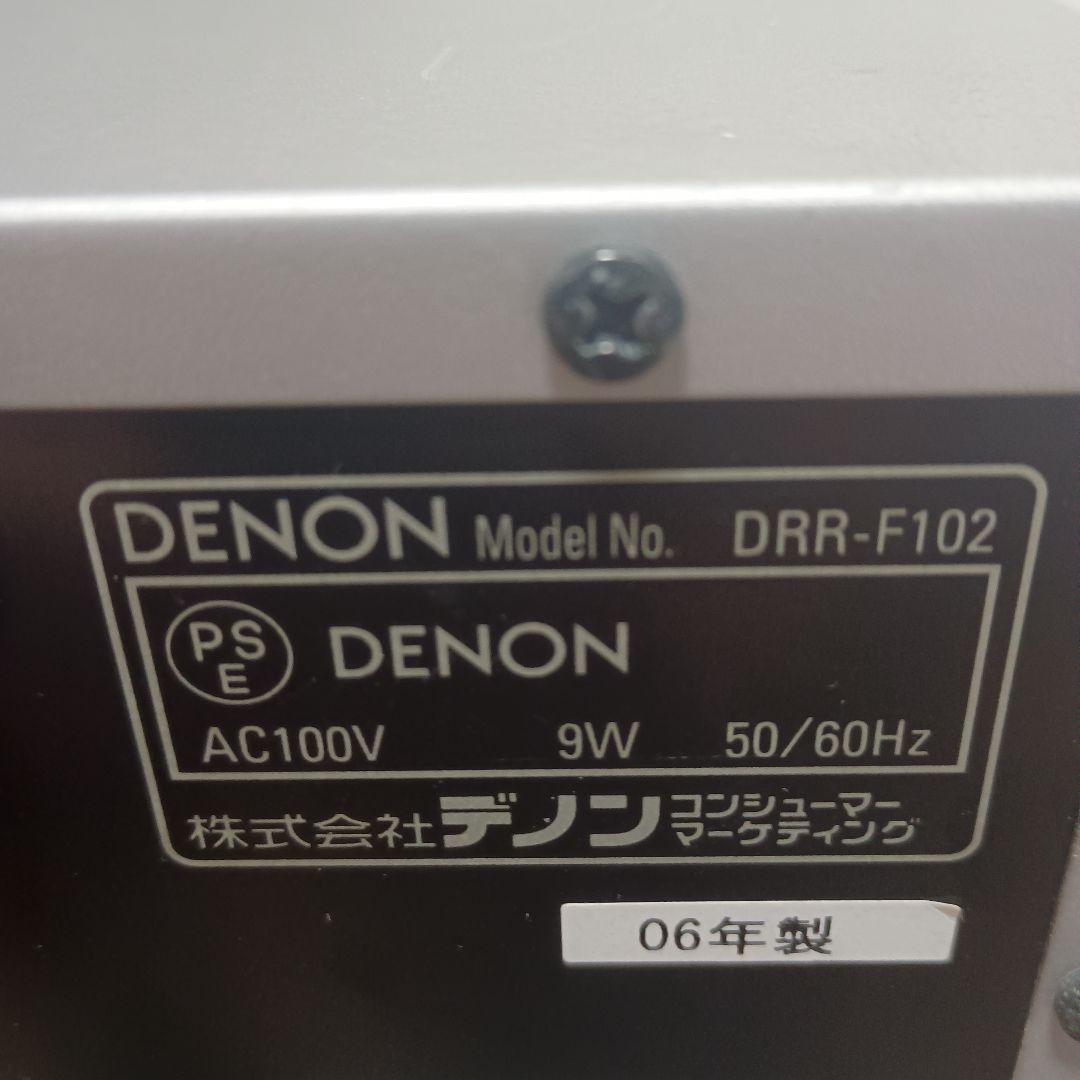 DENON Model No. DRR-F102
PSE DENON
AC100V 9W 50/60Hz
株式会社デノン コンシューマー
マーケティング
06年製